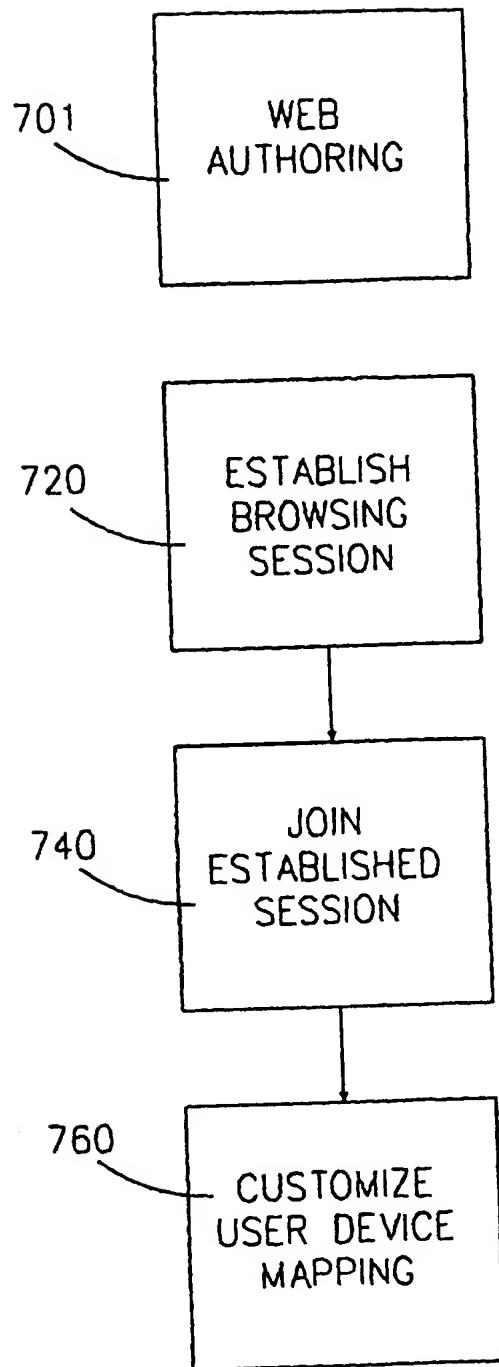 701
WEB
AUTHORING
720
ESTABLISH
BROWSING
SESSION
740
JOIN
ESTABLISHED
SESSION
760
CUSTOMIZE
USER DEVICE
MAPPING